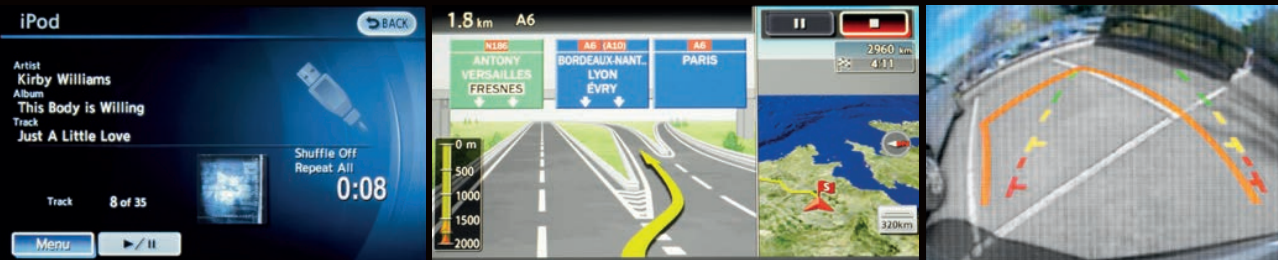 iPod
BACK
Artist
Kirby Williams
Album
This Body is Willing
Track
Just A Little Love
Shuffle Off
Repeat All
0:08
Track 8 of 35
Menu
1.8 km A6
N186
ANTONY
VERSAILLES
FRESNES
A6 (A10)
BORDEAUX-NANT...
LYON
ÉVRY
A6
PARIS
0 m
500
1000
1500
2000
2960 km
4:11
S
320km